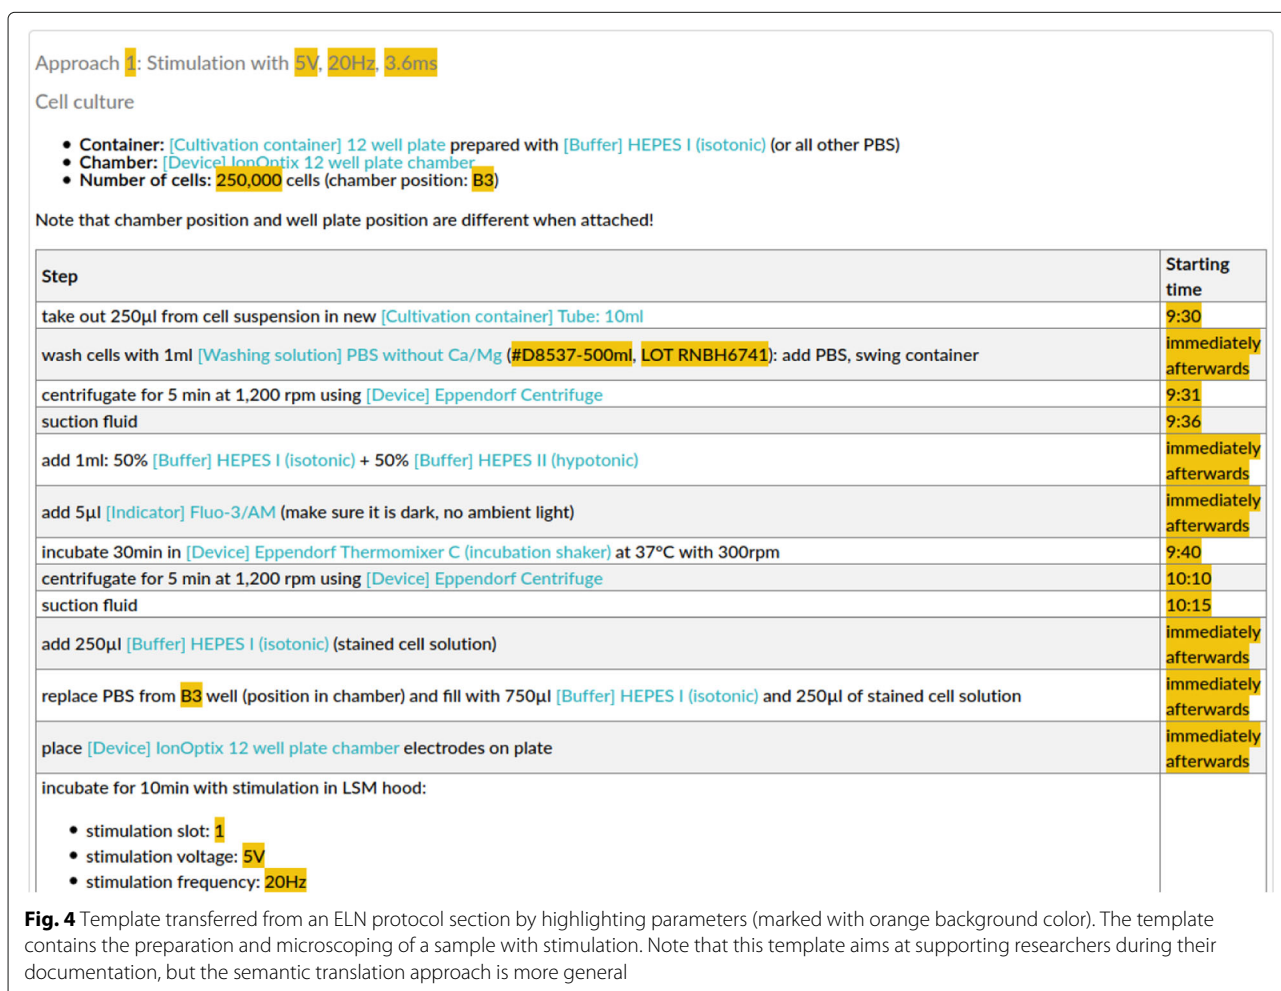 Approach 1: Stimulation with 5V, 20Hz, 3.6ms
Cell culture
• Container: [Cultivation container] 12 well plate prepared with [Buffer] HEPES I (isotonic) (or all other PBS)
• Chamber: [Device] IonOptix 12 well plate chamber
• Number of cells: 250,000 cells (chamber position: B3)
Note that chamber position and well plate position are different when attached!
Step
Starting
time
take out 250µl from cell suspension in new [Cultivation container] Tube: 10ml
9:30
wash cells with 1ml [Washing solution] PBS without Ca/Mg (#D8537-500ml, LOT RNBH6741): add PBS, swing container
immediately
afterwards
centrifugate for 5 min at 1,200 rpm using [Device] Eppendorf Centrifuge
9:31
suction fluid
9:36
add 1ml: 50% [Buffer] HEPES I (isotonic) + 50% [Buffer] HEPES II (hypotonic)
immediately
afterwards
add 5µl [Indicator] Fluo-3/AM (make sure it is dark, no ambient light)
immediately
afterwards
incubate 30min in [Device] Eppendorf Thermomixer C (incubation shaker) at 37°C with 300rpm
9:40
centrifugate for 5 min at 1,200 rpm using [Device] Eppendorf Centrifuge
10:10
suction fluid
10:15
add 250µl [Buffer] HEPES I (isotonic) (stained cell solution)
immediately
afterwards
replace PBS from B3 well (position in chamber) and fill with 750µl [Buffer] HEPES I (isotonic) and 250µl of stained cell solution
immediately
afterwards
place [Device] IonOptix 12 well plate chamber electrodes on plate
immediately
afterwards
incubate for 10min with stimulation in LSM hood:
• stimulation slot: 1
• stimulation voltage: 5V
• stimulation frequency: 20Hz
Fig. 4 Template transferred from an ELN protocol section by highlighting parameters (marked with orange background color). The template
contains the preparation and microscoping of a sample with stimulation. Note that this template aims at supporting researchers during their
documentation, but the semantic translation approach is more general